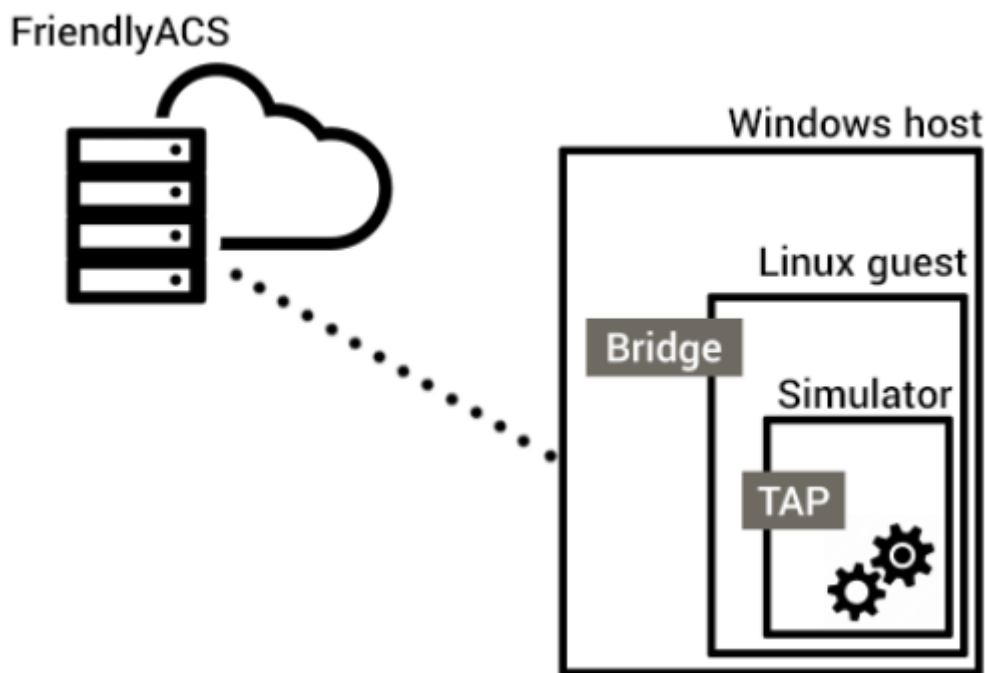 FriendlyACS
Windows host
Linux guest
Bridge
Simulator
TAP